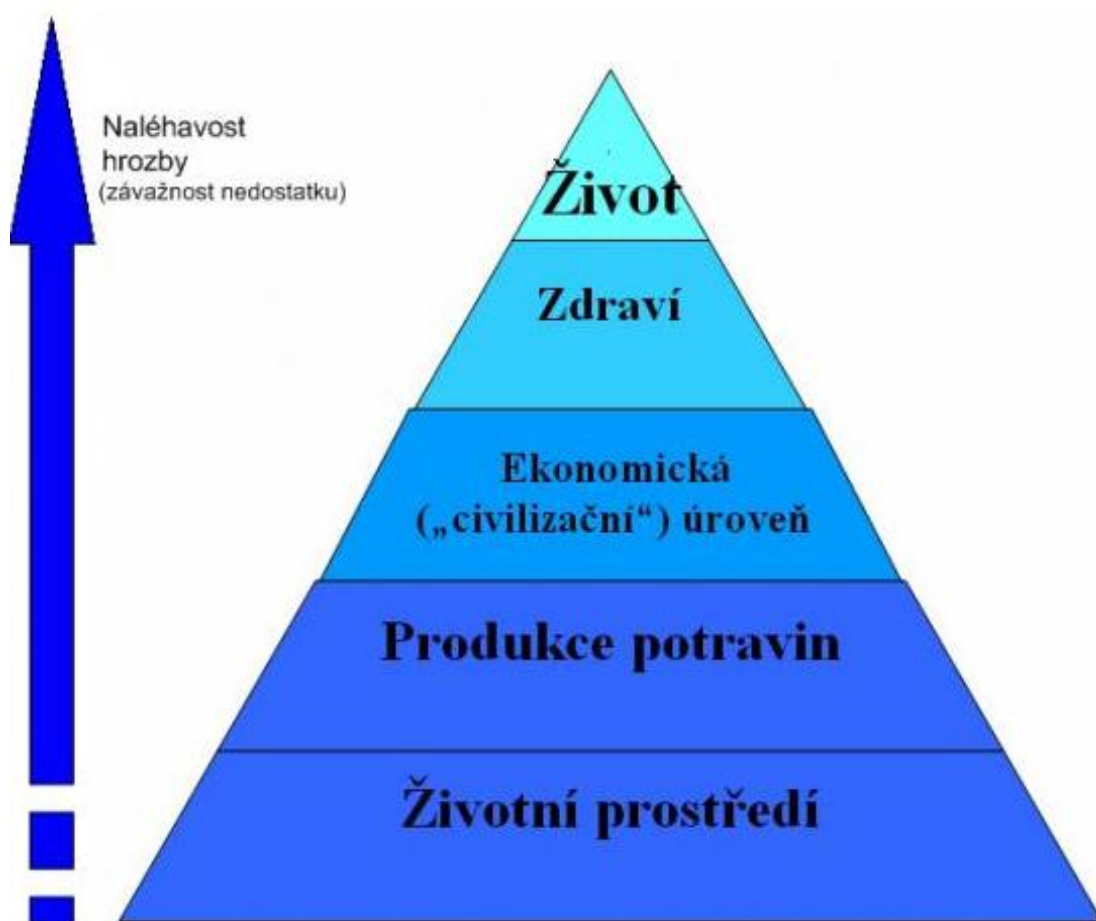 Naléhavost
hrozby
(závažnost nedostatku)
Život
Zdraví
Ekonomická
(„civilizační“) úroveň
Produkce potravin
Životní prostředí